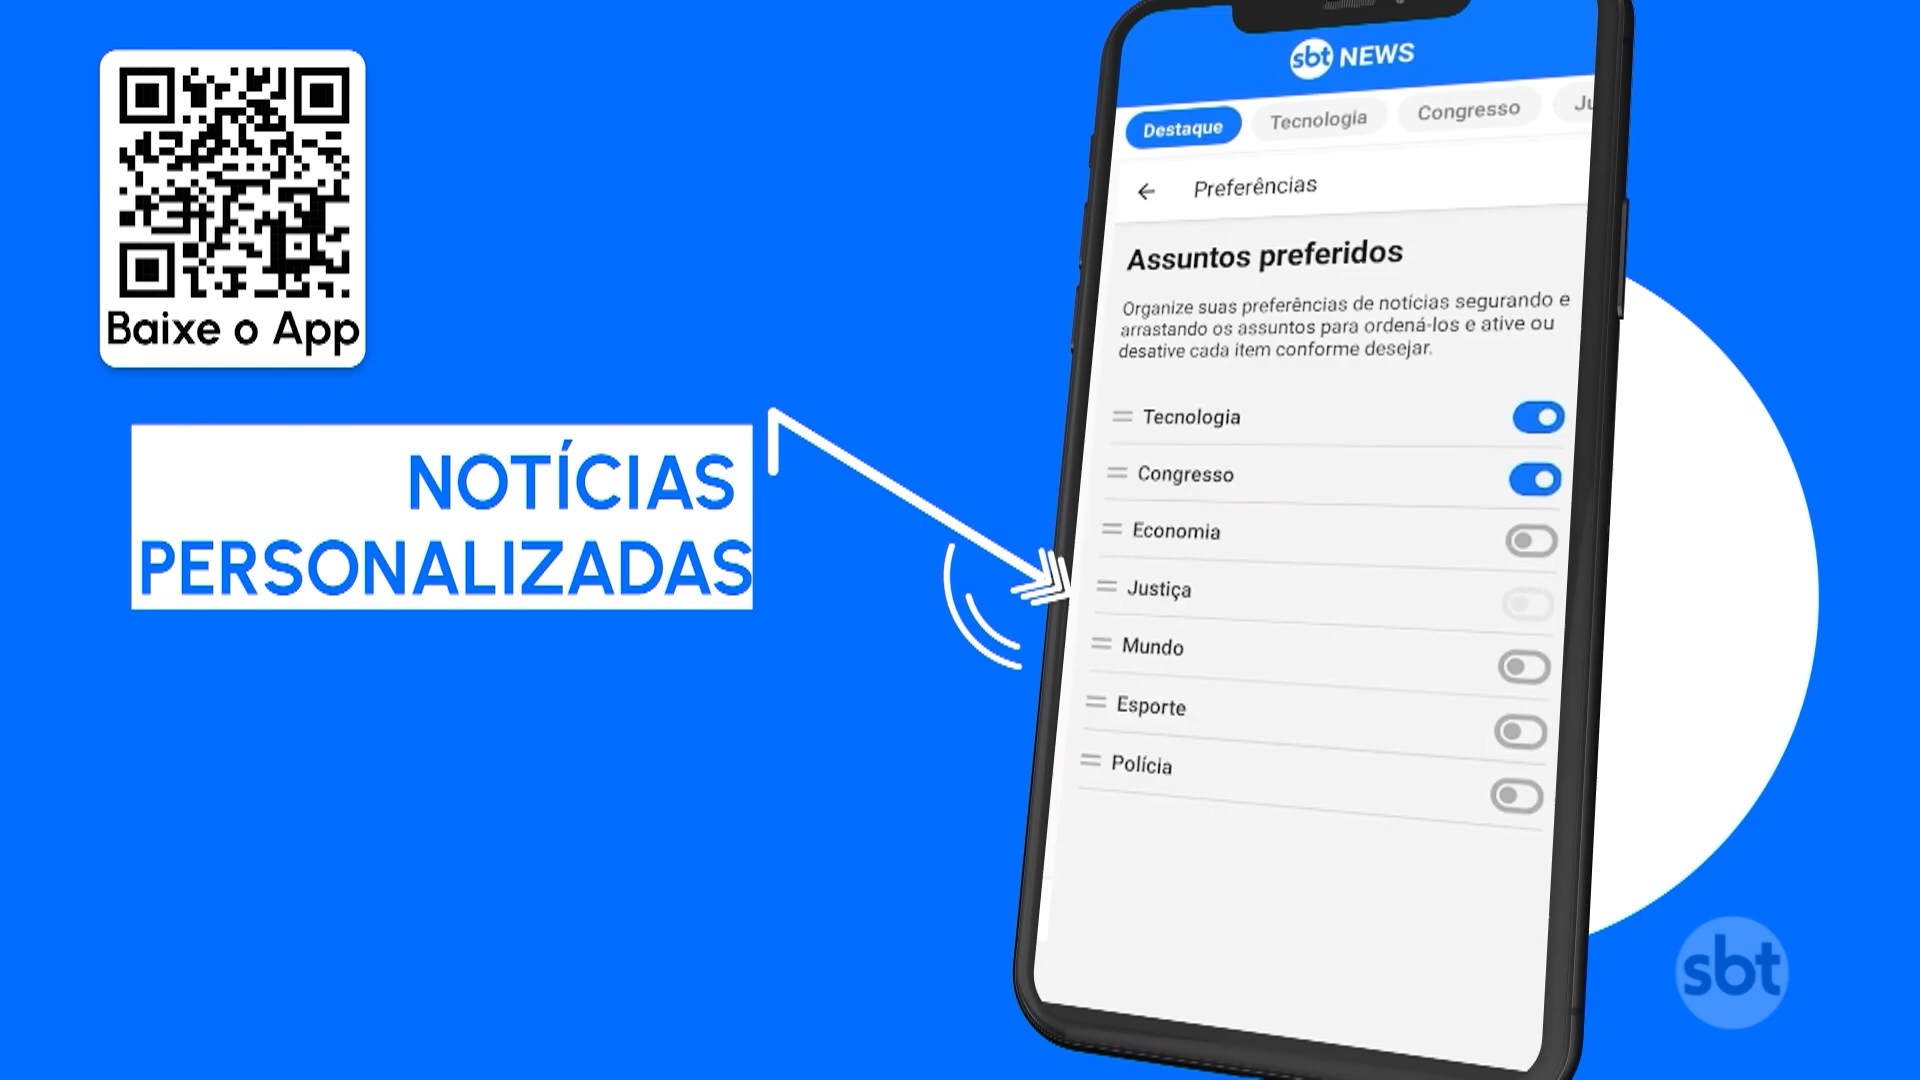 Baixe o App
NOTÍCIAS
PERSONALIZADAS
sbt NEWS
Destaque
Tecnologia
Congresso
Ju
Preferências
Assuntos preferidos
Organize suas preferências de notícias segurando e
arrastando os assuntos para ordená-los e ative ou
desative cada item conforme desejar.
Tecnologia
Congresso
Economia
Justiça
Mundo
Esporte
Polícia
sbt